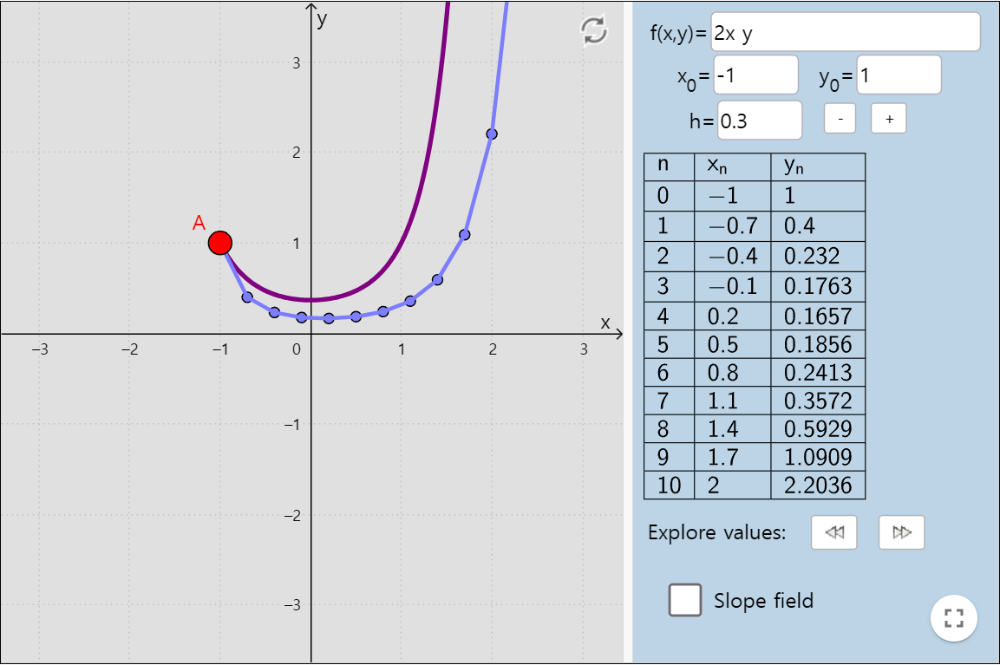 y
3
2
A
1
x
−3 −2 −1 0 1 2 3
−1
−2
−3
f(x,y)= 2x y
x₀= -1 y₀= 1
h= 0.3 - +
n xₙ yₙ
0 −1 1
1 −0.7 0.4
2 −0.4 0.232
3 −0.1 0.1763
4 0.2 0.1657
5 0.5 0.1856
6 0.8 0.2413
7 1.1 0.3572
8 1.4 0.5929
9 1.7 1.0909
10 2 2.2036
Explore values:
Slope field